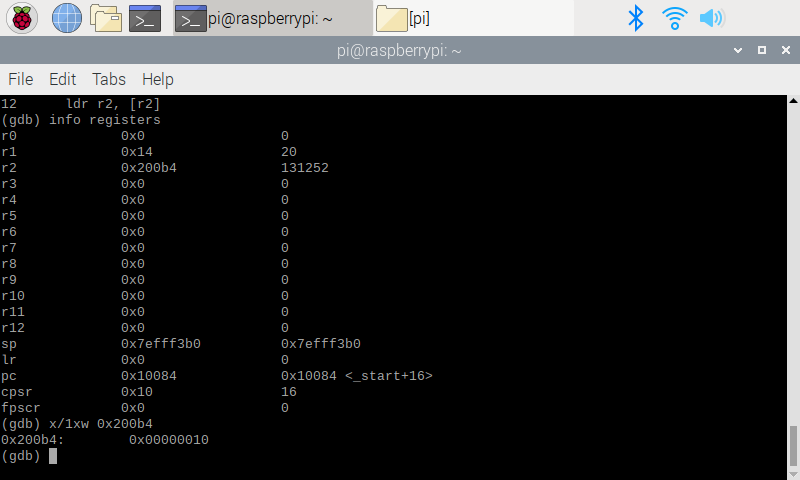 pi@raspberrypi: ~ [pi]
pi@raspberrypi: ~
File Edit Tabs Help
12      ldr r2, [r2]
(gdb) info registers
r0             0x0                 0
r1             0x14                20
r2             0x200b4             131252
r3             0x0                 0
r4             0x0                 0
r5             0x0                 0
r6             0x0                 0
r7             0x0                 0
r8             0x0                 0
r9             0x0                 0
r10            0x0                 0
r11            0x0                 0
r12            0x0                 0
sp             0x7efff3b0          0x7efff3b0
lr             0x0                 0
pc             0x10084             0x10084 <_start+16>
cpsr           0x10                16
fpscr          0x0                 0
(gdb) x/1xw 0x200b4
0x200b4:        0x00000010
(gdb)